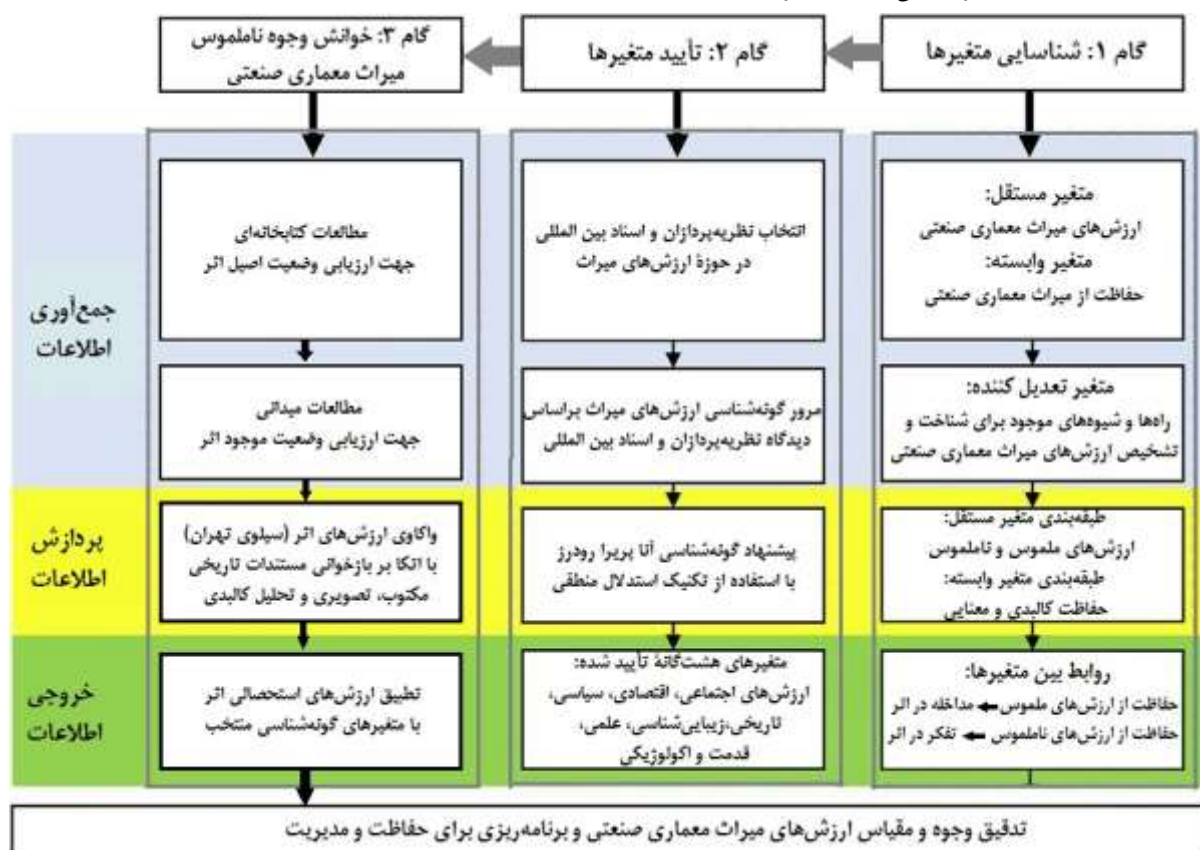 گام ۱: شناسایی متغیرها
گام ۲: تأیید متغیرها
گام ۳: خوانش وجوه ناملموس
میراث معماری صنعتی
جمع‌آوری
اطلاعات
متغیر مستقل:
ارزش‌های میراث معماری صنعتی
متغیر وابسته:
حفاظت از میراث معماری صنعتی
متغیر تعدیل کننده:
راه‌ها و شیوه‌های موجود برای شناخت و
تشخیص ارزش‌های میراث معماری صنعتی
طبقه‌بندی متغیر مستقل:
ارزش‌های ملموس و ناملموس
طبقه‌بندی متغیر وابسته:
حفاظت کالبدی و معنایی
روابط بین متغیرها:
حفاظت از ارزش‌های ملموس ← مداخله در اثر
حفاظت از ارزش‌های ناملموس ← تفکر در اثر
انتخاب نظریه‌پردازان و اسناد بین المللی
در حوزهٔ ارزش‌های میراث
مرور گونه‌شناسی ارزش‌های میراث براساس
دیدگاه نظریه‌پردازان و اسناد بین المللی
پیشنهاد گونه‌شناسی آنا پریرا رودرز
با استفاده از تکنیک استدلال منطقی
متغیرهای هشت‌گانهٔ تأیید شده:
ارزش‌های اجتماعی، اقتصادی، سیاسی،
تاریخی،زیبایی‌شناسی، علمی،
قدمت و اکولوژیکی
مطالعات کتابخانه‌ای
جهت ارزیابی وضعیت اصیل اثر
مطالعات میدانی
جهت ارزیابی وضعیت موجود اثر
واکاوی ارزش‌های اثر (سیلوی تهران)
با اتکا بر بازخوانی مستندات تاریخی
مکتوب، تصویری و تحلیل کالبدی
تطبیق ارزش‌های استحصالی اثر
با متغیرهای گونه‌شناسی منتخب
پردازش
اطلاعات
خروجی
اطلاعات
تدقیق وجوه و مقیاس ارزش‌های میراث معماری صنعتی و برنامه‌ریزی برای حفاظت و مدیریت